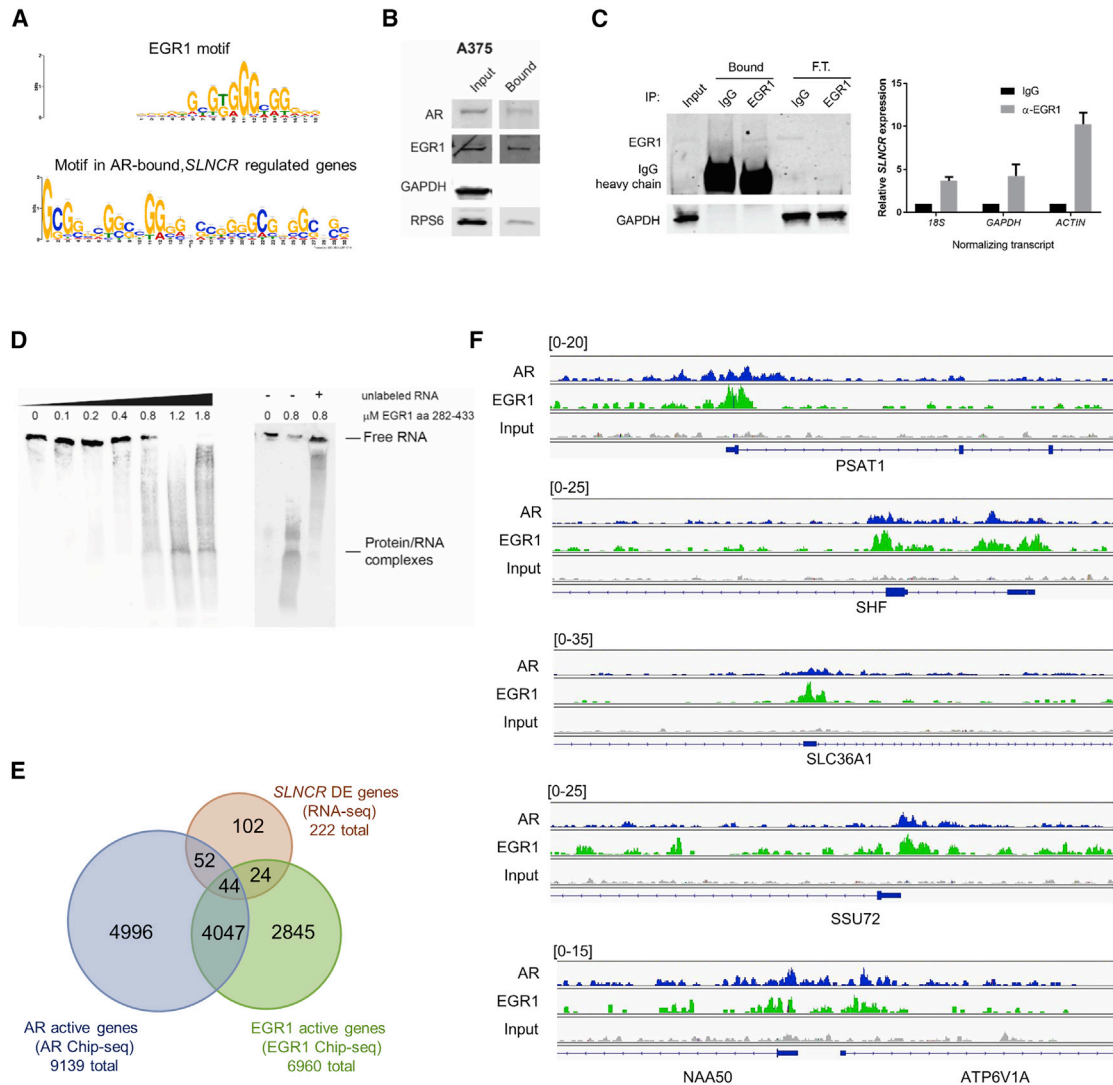 A
EGR1 motif
Motif in AR-bound,SLNCR regulated genes
B
A375
Input
Bound
AR
EGR1
GAPDH
RPS6
C
Bound
F.T.
IP:
Input
IgG
EGR1
IgG
EGR1
EGR1
IgG
heavy chain
GAPDH
IgG
α-EGR1
Relative SLNCR expression
15
10
5
0
18S
GAPDH
ACTIN
Normalizing transcript
D
- - + unlabeled RNA
0 0.1 0.2 0.4 0.8 1.2 1.8
0 0.8 0.8 μM EGR1 aa 282-433
Free RNA
Protein/RNA
complexes
E
SLNCR DE genes
(RNA-seq)
222 total
102
52
24
44
4996
4047
2845
AR active genes
(AR Chip-seq)
9139 total
EGR1 active genes
(EGR1 Chip-seq)
6960 total
F
[0-20]
AR
EGR1
Input
PSAT1
[0-25]
AR
EGR1
Input
SHF
[0-35]
AR
EGR1
Input
SLC36A1
[0-25]
AR
EGR1
Input
SSU72
[0-15]
AR
EGR1
Input
NAA50
ATP6V1A